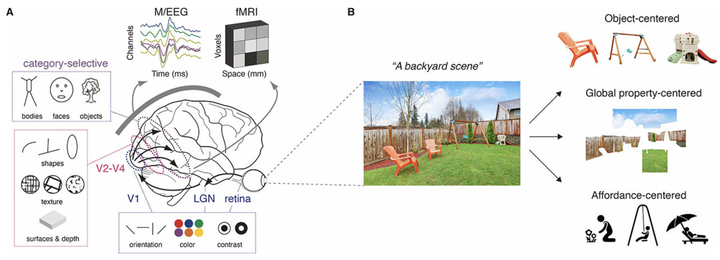 A
M/EEG
fMRI
Channels
Voxels
Time (ms)
Space (mm)
category-selective
bodies
faces
objects
shapes
texture
surfaces & depth
V2-V4
V1
LGN
retina
orientation
color
contrast
B
"A backyard scene"
Object-centered
Global property-centered
Affordance-centered